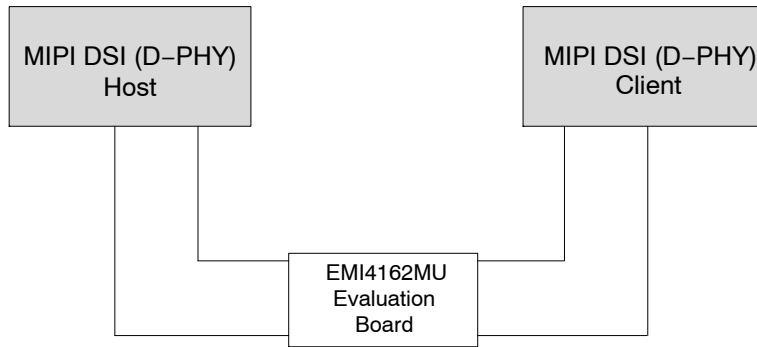 MIPI DSI (D−PHY)
Host
MIPI DSI (D−PHY)
Client
EMI4162MU
Evaluation
Board